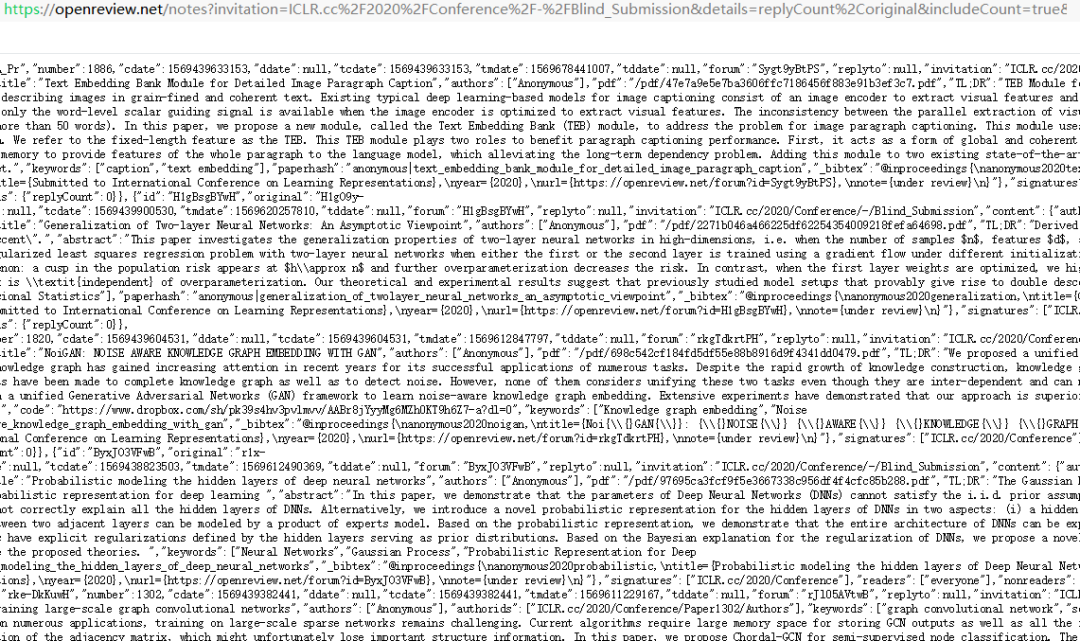 https://openreview.net/notes?invitation=ICLR.cc%2F2020%2FConference%2F-%2FBlind_Submission&details=replyCount%2Coriginal&includeCount=true&
_Pr","number":1886,"cdate":1569439633153,"ddate":null,"tcdate":1569439633153,"tmdate":1569678441007,"tddate":null,"forum":"Sygt9yBtPS","replyto":null,"invitation":"ICLR.cc/202
itle":"Text Embedding Bank Module for Detailed Image Paragraph Caption","authors":["Anonymous"],"pdf":"/pdf/47e7a9e5e7ba3606ffc7186456f883e91b3ef3c7.pdf","TL;DR":"TEB Module f
describing images in grain-fined and coherent text. Existing typical deep learning-based models for image captioning consist of an image encoder to extract visual features and
only the word-level scalar guiding signal is available when the image encoder is optimized to extract visual features. The inconsistency between the parallel extraction of vis
ore than 50 words). In this paper, we propose a new module, called the Text Embedding Bank (TEB) module, to address the problem for image paragraph captioning. This module use
. We refer to the fixed-length feature as the TEB. This TEB module plays two roles to benefit paragraph captioning performance. First, it acts as a form of global and coherent
memory to provide features of the whole paragraph to the language model, which alleviating the long-term dependency problem. Adding this module to two existing state-of-the-ar
et.","keywords":["caption","text embedding"],"paperhash":"anonymous|text_embedding_bank_module_for_detailed_image_paragraph_caption","_bibtex":"@inproceedings{\nanonymous2020tex
itle={Submitted to International Conference on Learning Representations},\nyear={2020},\nurl={https://openreview.net/forum?id=Sygt9yBtPS},\nnote={under review}\n}"},"signatures
s":{"replyCount":0}},{"id":"H1gBsgBYwH","original":"H1gO9y-
:null,"tcdate":1569439900530,"tmdate":1569620257810,"tddate":null,"forum":"H1gBsgBYwH","replyto":null,"invitation":"ICLR.cc/2020/Conference/-/Blind_Submission","content":{"aut
title":"Generalization of Two-layer Neural Networks: An Asymptotic Viewpoint","authors":["Anonymous"],"pdf":"/pdf/2271b046a466225df62254354009218fefa64698.pdf","TL;DR":"Derived
scent\".","abstract":"This paper investigates the generalization properties of two-layer neural networks in high-dimensions, i.e. when the number of samples $n$, features $d$,
gularized least squares regression problem with two-layer neural networks when either the first or the second layer is trained using a gradient flow under different initializati
non: a cusp in the population risk appears at $h\\approx n$ and further overparameterization decreases the risk. In contrast, when the first layer weights are optimized, we hi
is \\textit{independent} of overparameterization. Our theoretical and experimental results suggest that previously studied model setups that provably give rise to double desc
ional Statistics"],"paperhash":"anonymous|generalization_of_twolayer_neural_networks_an_asymptotic_viewpoint","_bibtex":"@inproceedings{\nanonymous2020generalization,\ntitle={G
mitted to International Conference on Learning Representations},\nyear={2020},\nurl={https://openreview.net/forum?id=H1gBsgBYwH},\nnote={under review}\n}"},"signatures":["ICLR.
s":{"replyCount":0}},
ber":1820,"cdate":1569439604531,"ddate":null,"tcdate":1569439604531,"tmdate":1569612847797,"tddate":null,"forum":"rkgTdkrtPH","replyto":null,"invitation":"ICLR.cc/2020/Conferenc
itle":"NoiGAN: NOISE AWARE KNOWLEDGE GRAPH EMBEDDING WITH GAN","authors":["Anonymous"],"pdf":"/pdf/698c542cf184fd5df55e88b8916d9f4341dd0479.pdf","TL;DR":"We proposed a unified
owledge graph has gained increasing attention in recent years for its successful applications of numerous tasks. Despite the rapid growth of knowledge construction, knowledge g
s have been made to complete knowledge graph as well as to detect noise. However, none of them considers unifying these two tasks even though they are inter-dependent and can m
a unified Generative Adversarial Networks (GAN) framework to learn noise-aware knowledge graph embedding. Extensive experiments have demonstrated that our approach is superio
","code":"https://www.dropbox.com/sh/pk39s4hv3pvlmvv/AABr8jYyyMg6MZhOKT9h6Z7-a?dl=0","keywords":["Knowledge graph embedding","Noise
re_knowledge_graph_embedding_with_gan","_bibtex":"@inproceedings{\nanonymous2020noigan,\ntitle={Noi{\\{}GAN{\\}}: {\\{}NOISE{\\}} {\\{}AWARE{\\}} {\\{}KNOWLEDGE{\\}} {\\{}GRAPH
nal Conference on Learning Representations},\nyear={2020},\nurl={https://openreview.net/forum?id=rkgTdkrtPH},\nnote={under review}\n}"},"signatures":["ICLR.cc/2020/Conference"
nt":0}},{"id":"ByxJO3VFwB","original":"r1x-
te":null,"tcdate":1569438823503,"tmdate":1569612490369,"tddate":null,"forum":"ByxJO3VFwB","replyto":null,"invitation":"ICLR.cc/2020/Conference/-/Blind_Submission","content":{"au
le":"Probabilistic modeling the hidden layers of deep neural networks","authors":["Anonymous"],"pdf":"/pdf/97695ca3fcf9f5e3667338c956df4f4cfc85b288.pdf","TL;DR":"The Gaussian P
babilistic representation for deep learning ","abstract":"In this paper, we demonstrate that the parameters of Deep Neural Networks (DNNs) cannot satisfy the i.i.d. prior assum
not correctly explain all the hidden layers of DNNs. Alternatively, we introduce a novel probabilistic representation for the hidden layers of DNNs in two aspects: (i) a hidden
ween two adjacent layers can be modeled by a product of experts model. Based on the probabilistic representation, we demonstrate that the entire architecture of DNNs can be exp
s have explicit regularizations defined by the hidden layers serving as prior distributions. Based on the Bayesian explanation for the regularization of DNNs, we propose a novel
e the proposed theories. ","keywords":["Neural Networks","Gaussian Process","Probabilistic Representation for Deep
modeling_the_hidden_layers_of_deep_neural_networks","_bibtex":"@inproceedings{\nanonymous2020probabilistic,\ntitle={Probabilistic modeling the hidden layers of Deep Neural Netw
ions},\nyear={2020},\nurl={https://openreview.net/forum?id=ByxJO3VFwB},\nnote={under review}\n}"},"signatures":["ICLR.cc/2020/Conference"],"readers":["everyone"],"nonreaders":
"rke-DkKuwH","number":1302,"cdate":1569439382441,"ddate":null,"tcdate":1569439382441,"tmdate":1569611229167,"tddate":null,"forum":"rJl05AVtwB","replyto":null,"invitation":"ICLR
raining large-scale graph convolutional networks","authors":["Anonymous"],"authorids":["ICLR.cc/2020/Conference/Paper1302/Authors"],"keywords":["graph convolutional network","s
n numerous applications, training on large-scale sparse networks remains challenging. Current algorithms require large memory space for storing GCN outputs as well as all the
tion of the adjacency matrix, which might unfortunately lose important structure information. In this paper, we propose Chordal-GCN for semi-supervised node classification. The